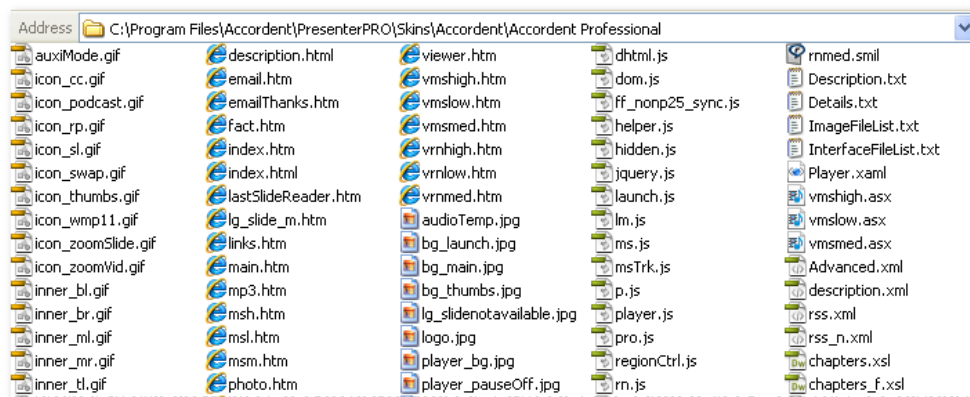 Address C:\Program Files\Accordent\PresenterPRO\Skins\Accordent\Accordent Professional
auxiMode.gif description.html viewer.htm dhtml.js rnmed.smil
icon_cc.gif email.htm vmshigh.htm dom.js Description.txt
icon_podcast.gif emailThanks.htm vmslow.htm ff_nonp25_sync.js Details.txt
icon_rp.gif fact.htm vmsmed.htm helper.js ImageFileList.txt
icon_sl.gif index.htm vrnhigh.htm hidden.js InterfaceFileList.txt
icon_swap.gif index.html vrnlow.htm jquery.js Player.xaml
icon_thumbs.gif lastSlideReader.htm vrnmed.htm launch.js vmshigh.asx
icon_wmp11.gif lg_slide_m.htm audioTemp.jpg lm.js vmslow.asx
icon_zoomSlide.gif links.htm bg_launch.jpg ms.js vmsmed.asx
icon_zoomVid.gif main.htm bg_main.jpg msTrk.js Advanced.xml
inner_bl.gif mp3.htm bg_thumbs.jpg p.js description.xml
inner_br.gif msh.htm lg_slidenotavailable.jpg player.js rss.xml
inner_ml.gif msl.htm logo.jpg pro.js rss_n.xml
inner_mr.gif msm.htm player_bg.jpg regionCtrl.js chapters.xsl
inner_tl.gif photo.htm player_pauseOff.jpg rn.js chapters_f.xsl